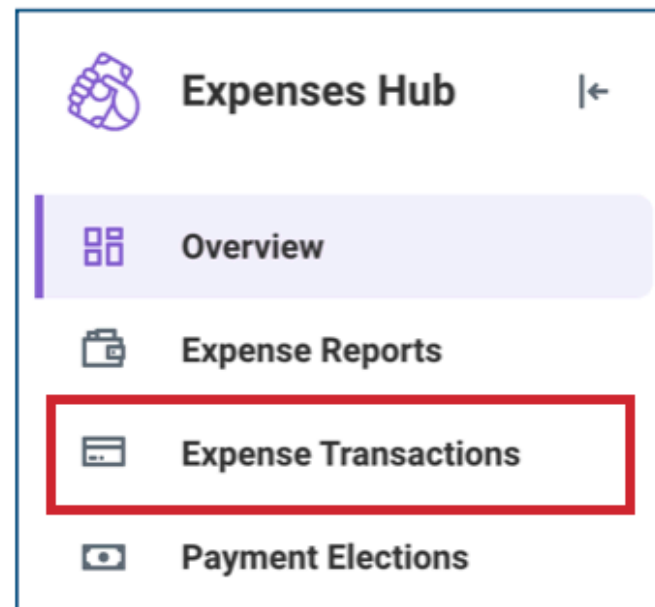 Expenses Hub
Overview
Expense Reports
Expense Transactions
Payment Elections